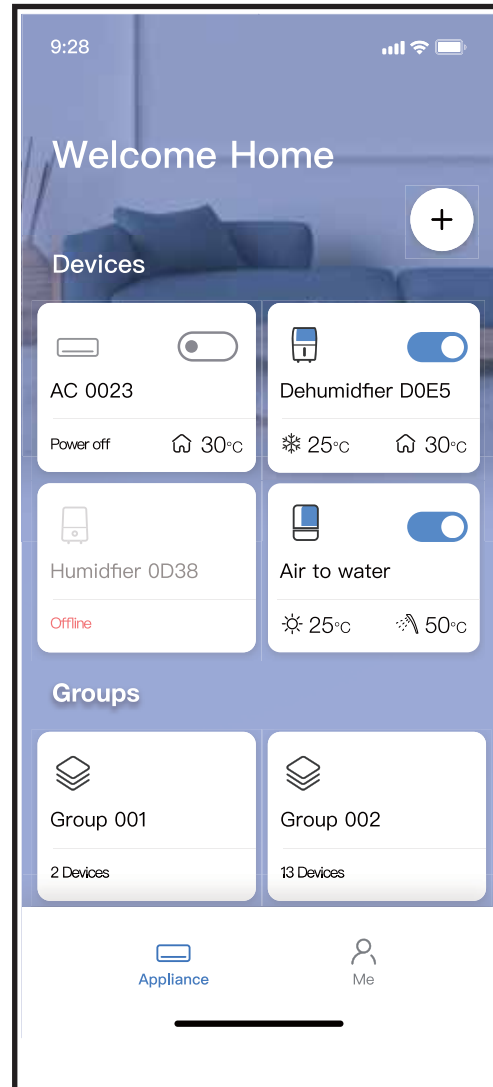 9:28
Welcome Home
+
Devices
AC 0023
Power off 30°C
Dehumidfier D0E5
25°C 30°C
Humidfier 0D38
Offline
Air to water
25°C 50°C
Groups
Group 001
2 Devices
Group 002
13 Devices
Appliance
Me